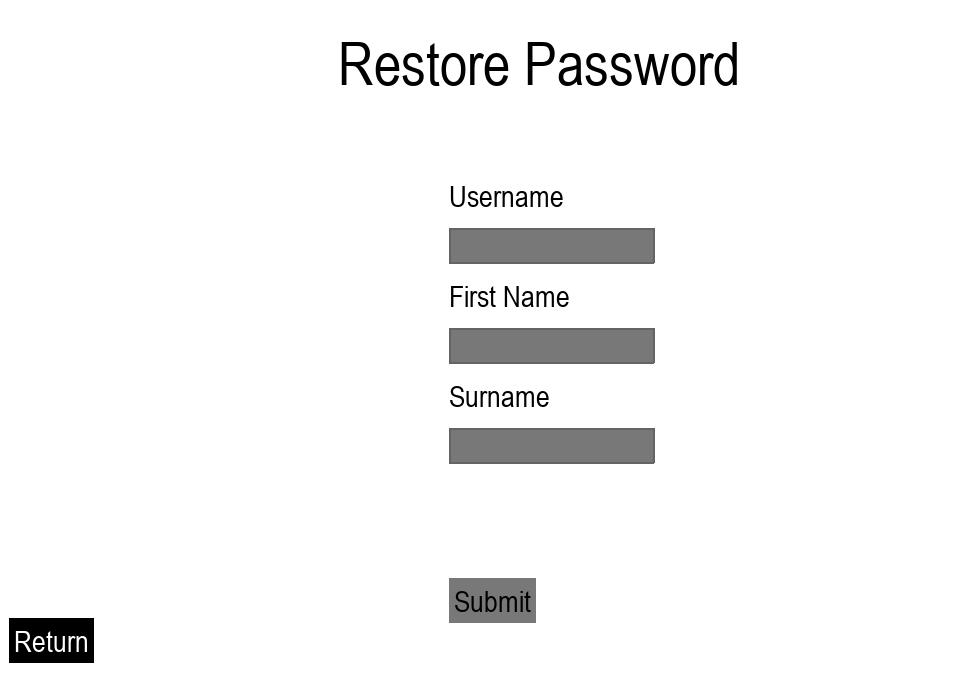 Restore Password
Username
First Name
Surname
Submit
Return